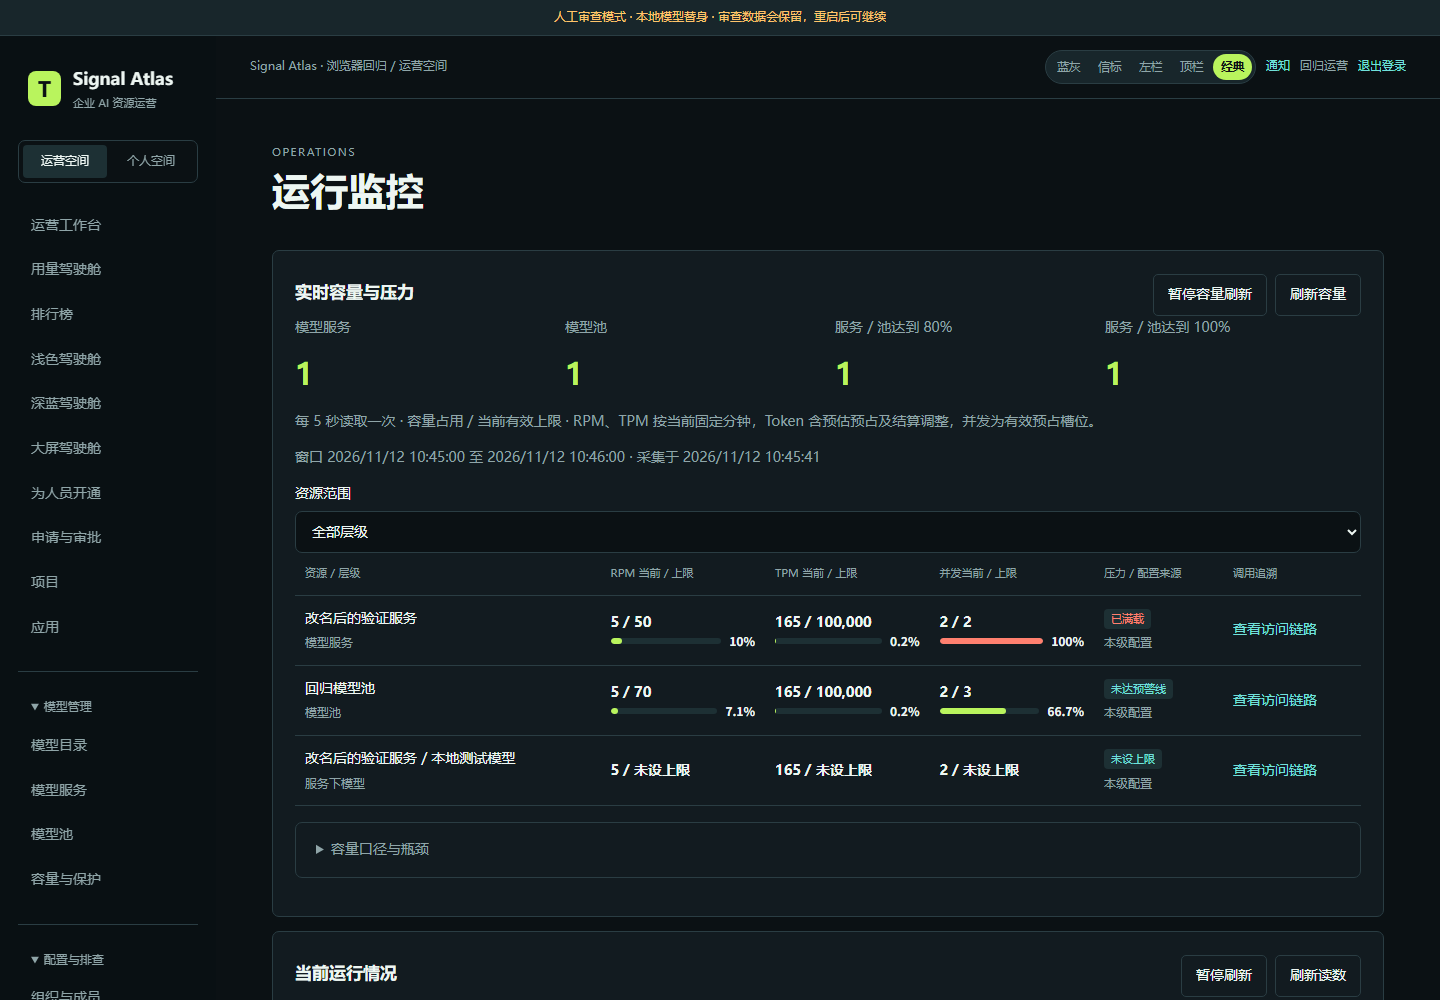 人工审查模式 · 本地模型替身 · 审查数据会保留，重启后可继续
T
Signal Atlas
企业 AI 资源运营
Signal Atlas · 浏览器回归 / 运营空间
蓝灰 信标 左栏 顶栏 经典 通知 回归运营 退出登录
运营空间 个人空间
运营工作台
用量驾驶舱
排行榜
浅色驾驶舱
深蓝驾驶舱
大屏驾驶舱
为人员开通
申请与审批
项目
应用
▼ 模型管理
模型目录
模型服务
模型池
容量与保护
▼ 配置与排查
组织与成员
OPERATIONS
运行监控
实时容量与压力
暂停容量刷新 刷新容量
模型服务 模型池 服务 / 池达到 80% 服务 / 池达到 100%
1 1 1 1
每 5 秒读取一次 · 容量占用 / 当前有效上限 · RPM、TPM 按当前固定分钟，Token 含预估预占及结算调整，并发为有效预占槽位。
窗口 2026/11/12 10:45:00 至 2026/11/12 10:46:00 · 采集于 2026/11/12 10:45:41
资源范围
全部层级
资源 / 层级 RPM 当前 / 上限 TPM 当前 / 上限 并发当前 / 上限 压力 / 配置来源 调用追溯
改名后的验证服务 5 / 50 165 / 100,000 2 / 2 已满载 查看访问链路
模型服务 10% 0.2% 100% 本级配置
回归模型池 5 / 70 165 / 100,000 2 / 3 未达预警线 查看访问链路
模型池 7.1% 0.2% 66.7% 本级配置
改名后的验证服务 / 本地测试模型 5 / 未设上限 165 / 未设上限 2 / 未设上限 未设上限 查看访问链路
服务下模型 本级配置
▶ 容量口径与瓶颈
当前运行情况
暂停刷新 刷新读数